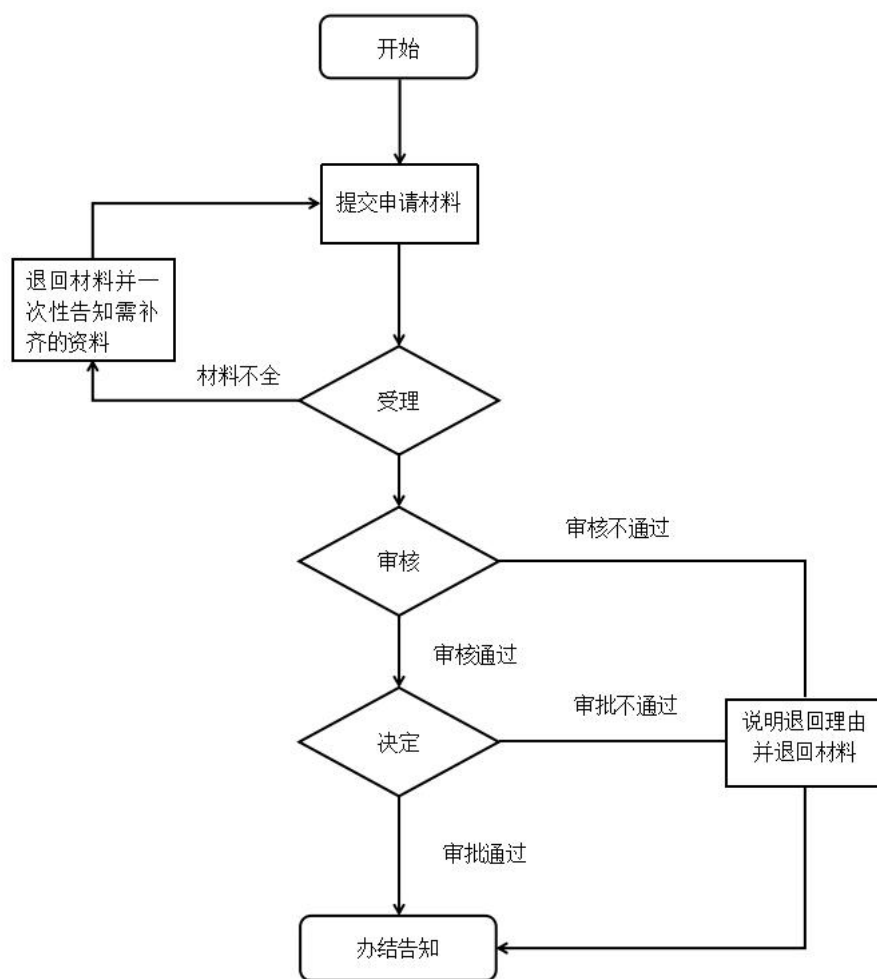 开始
提交申请材料
退回材料并一
次性告知需补
齐的资料
材料不全
受理
审核不通过
审核
审核通过
审批不通过
说明退回理由
并退回材料
决定
审批通过
办结告知